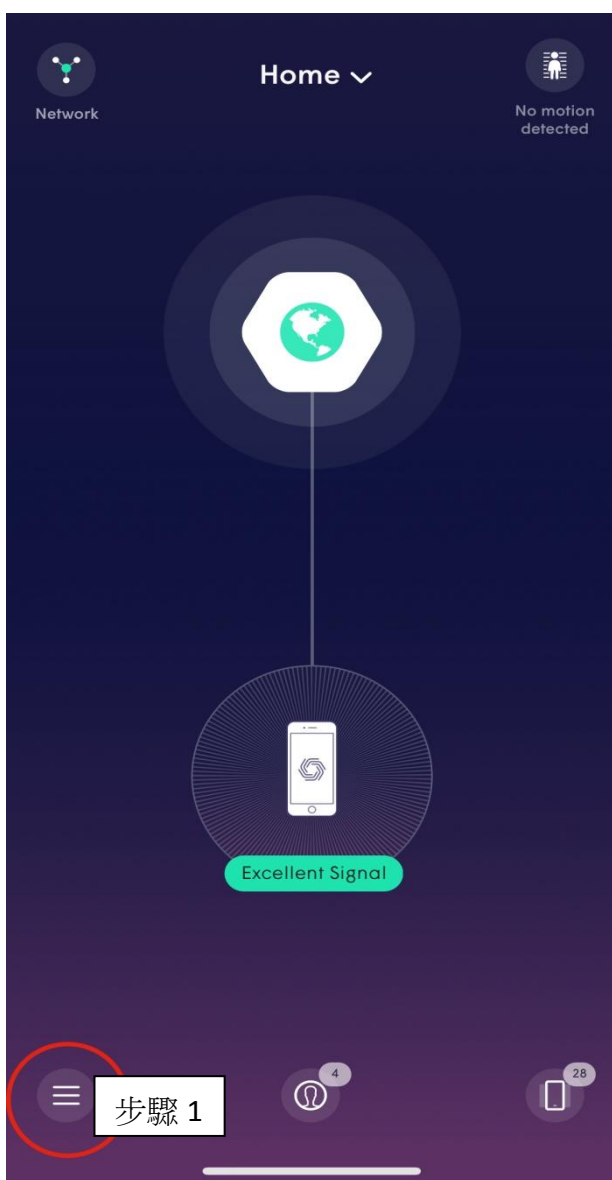 Home
Network
No motion
detected
Excellent Signal
步驟 1
4
28